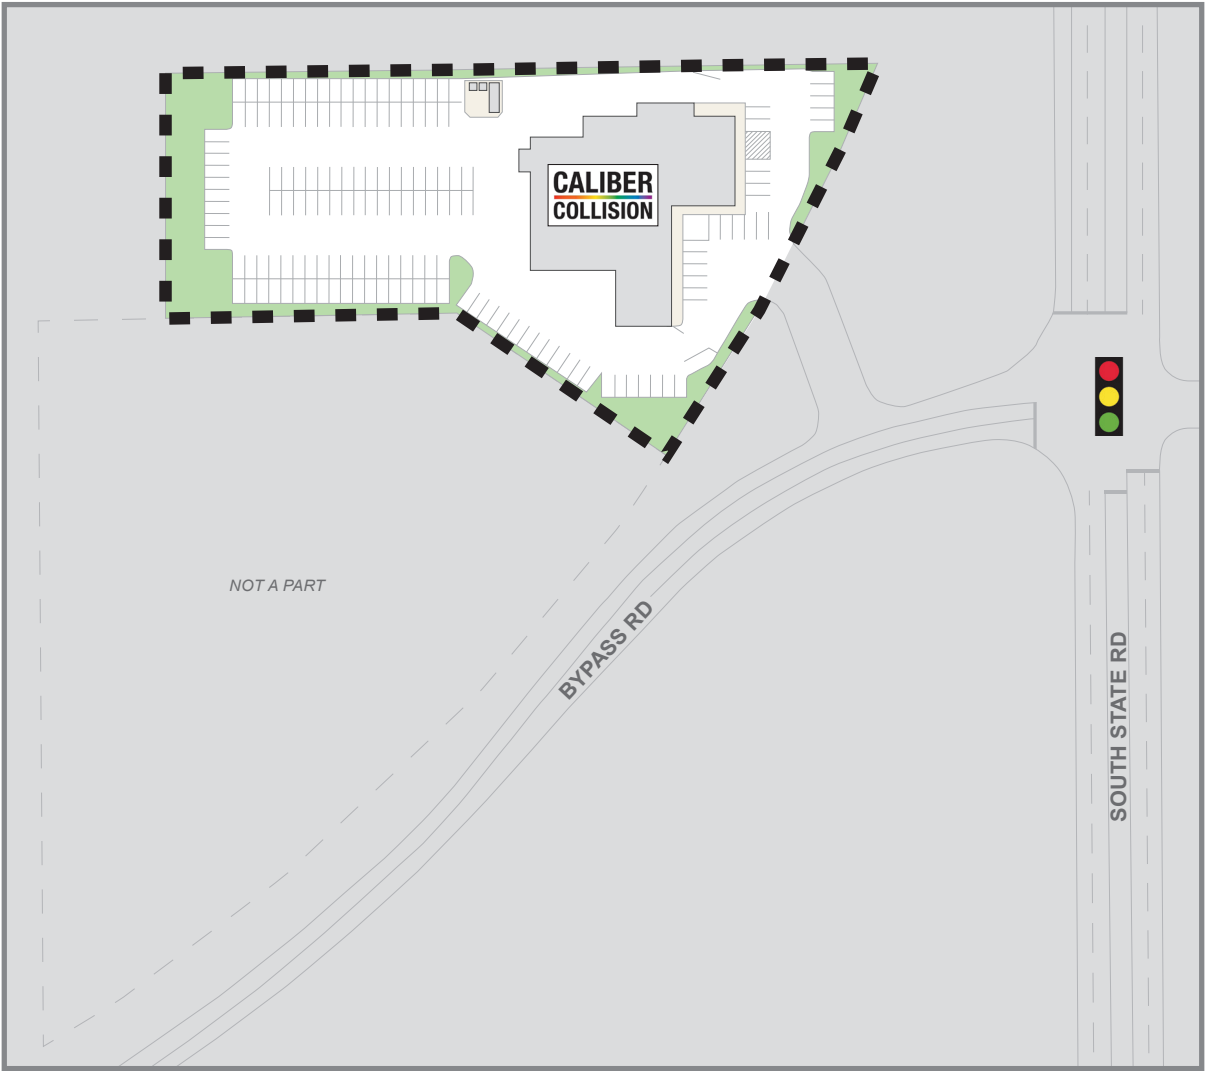 CALIBER
COLLISION
NOT A PART
BYPASS RD
SOUTH STATE RD